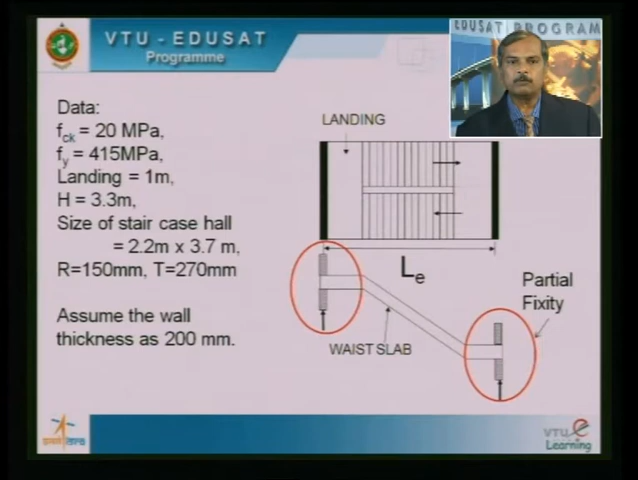 VTU - EDUSAT
Programme
EDUSAT PROGRAM
Data:
fck = 20 MPa,
fy = 415MPa,
Landing = 1m,
H = 3.3m,
Size of stair case hall
= 2.2m x 3.7 m,
R=150mm, T=270mm
Assume the wall
thickness as 200 mm.
LANDING
Le
Partial
Fixity
WAIST SLAB
VTU e
Learning